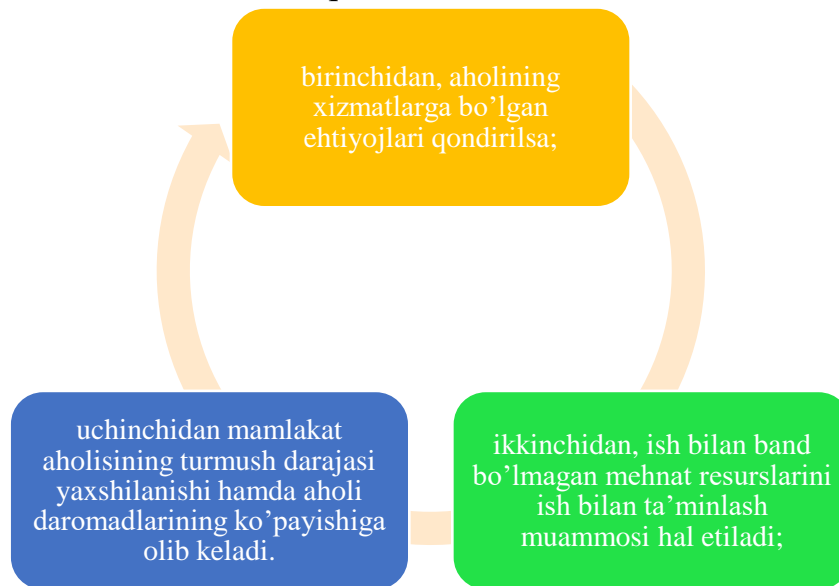 birinchidan, aholining
xizmatlarga bo’lgan
ehtiyojlari qondirilsa;
ikkinchidan, ish bilan band
bo’lmagan mehnat resurslarini
ish bilan ta’minlash
muammosi hal etiladi;
uchinchidan mamlakat
aholisining turmush darajasi
yaxshilanishi hamda aholi
daromadlarining ko’payishiga
olib keladi.